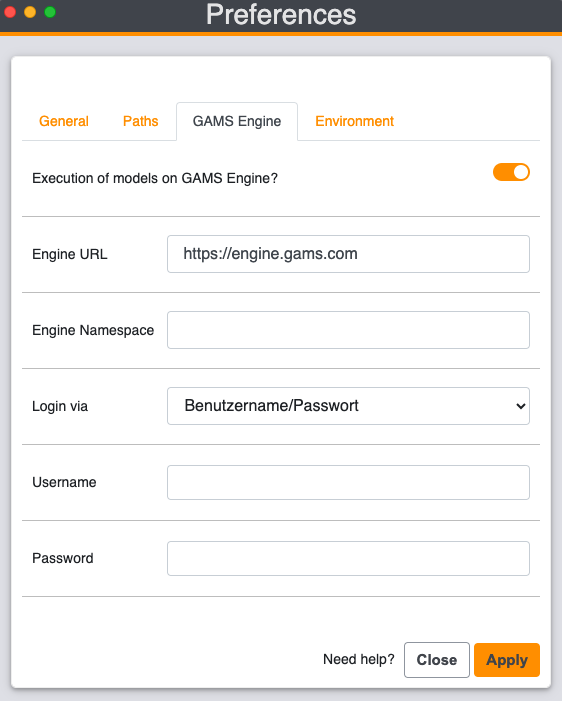 Preferences
General Paths GAMS Engine Environment
Execution of models on GAMS Engine?
Engine URL https://engine.gams.com
Engine Namespace
Login via Benutzername/Passwort
Username
Password
Need help? Close Apply